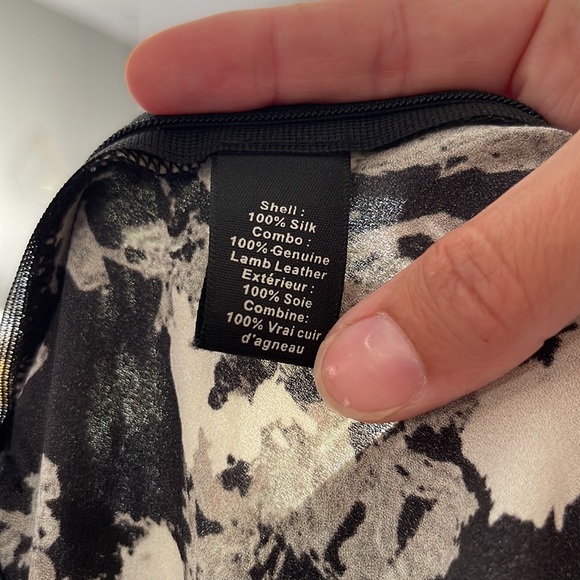 Shell :
100% Silk
Combo :
100% Genuine
Lamb Leather
Extérieur :
100% Soie
Combine:
100% Vrai cuir
d'agneau